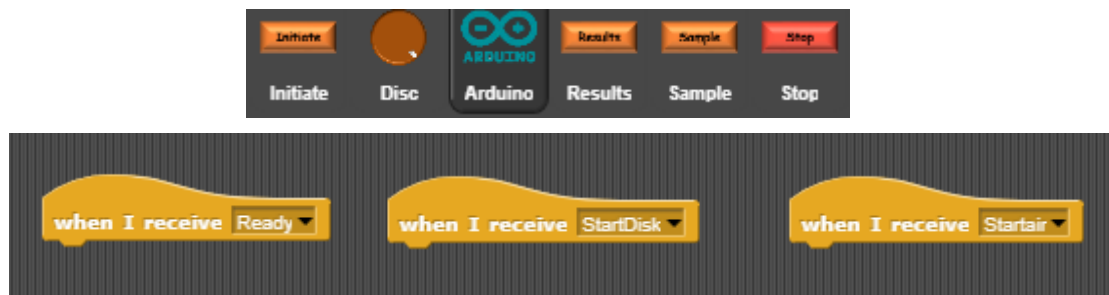 Initiate Results Sample Stop
ARDUINO
Initiate Disc Arduino Results Sample Stop
when I receive Ready when I receive StartDisk when I receive Startair